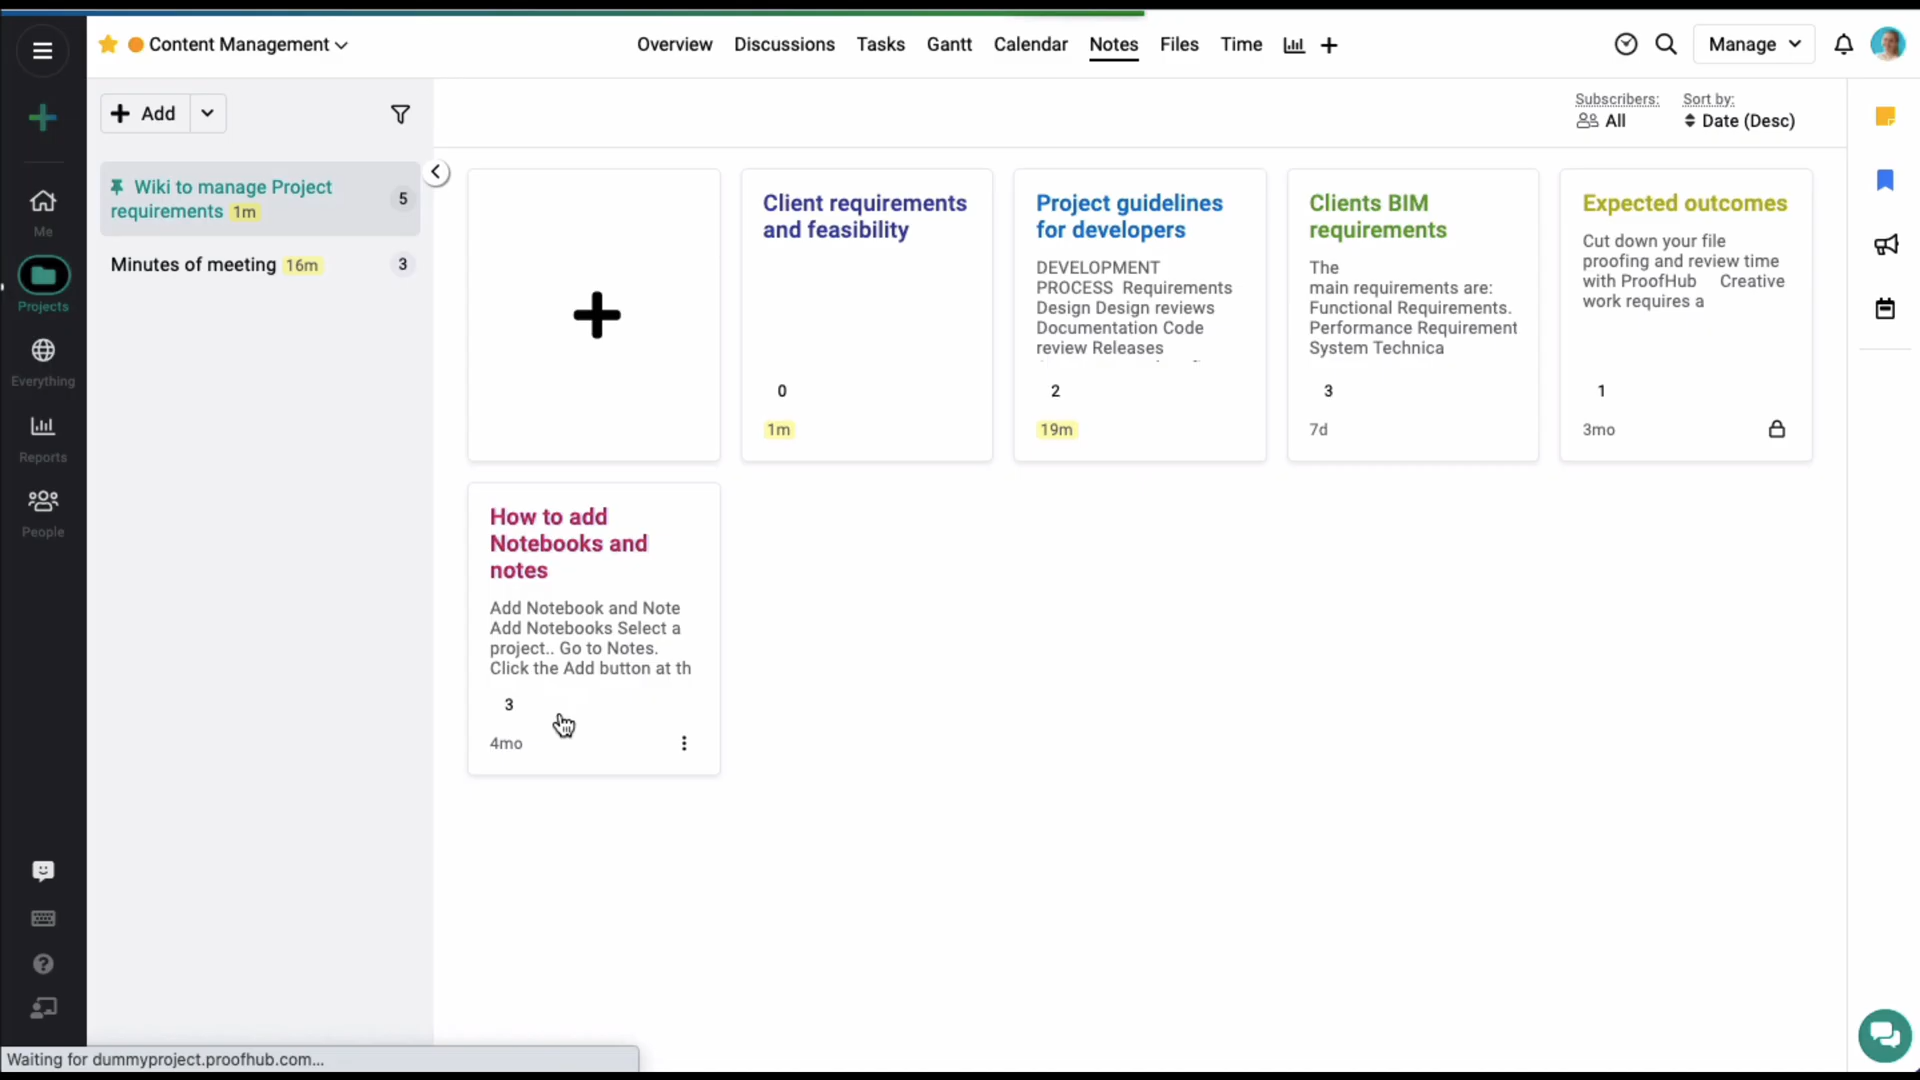 Content Management
Overview
Discussions
Tasks
Gantt
Calendar
Notes
Files
Time
Manage
Add
Subscribers:
All
Sort by:
Date (Desc)
Me
Projects
Everything
Reports
People
Wiki to manage Project
requirements 1m
5
Minutes of meeting 16m
3
Client requirements
and feasibility
0
1m
Project guidelines
for developers
DEVELOPMENT
PROCESS Requirements
Design Design reviews
Documentation Code
review Releases
2
19m
Clients BIM
requirements
The
main requirements are:
Functional Requirements.
Performance Requirement
System Technica
3
7d
Expected outcomes
Cut down your file
proofing and review time
with ProofHub Creative
work requires a
1
3mo
How to add
Notebooks and
notes
Add Notebook and Note
Add Notebooks Select a
project.. Go to Notes.
Click the Add button at th
3
4mo
Waiting for dummyproject.proofhub.com...